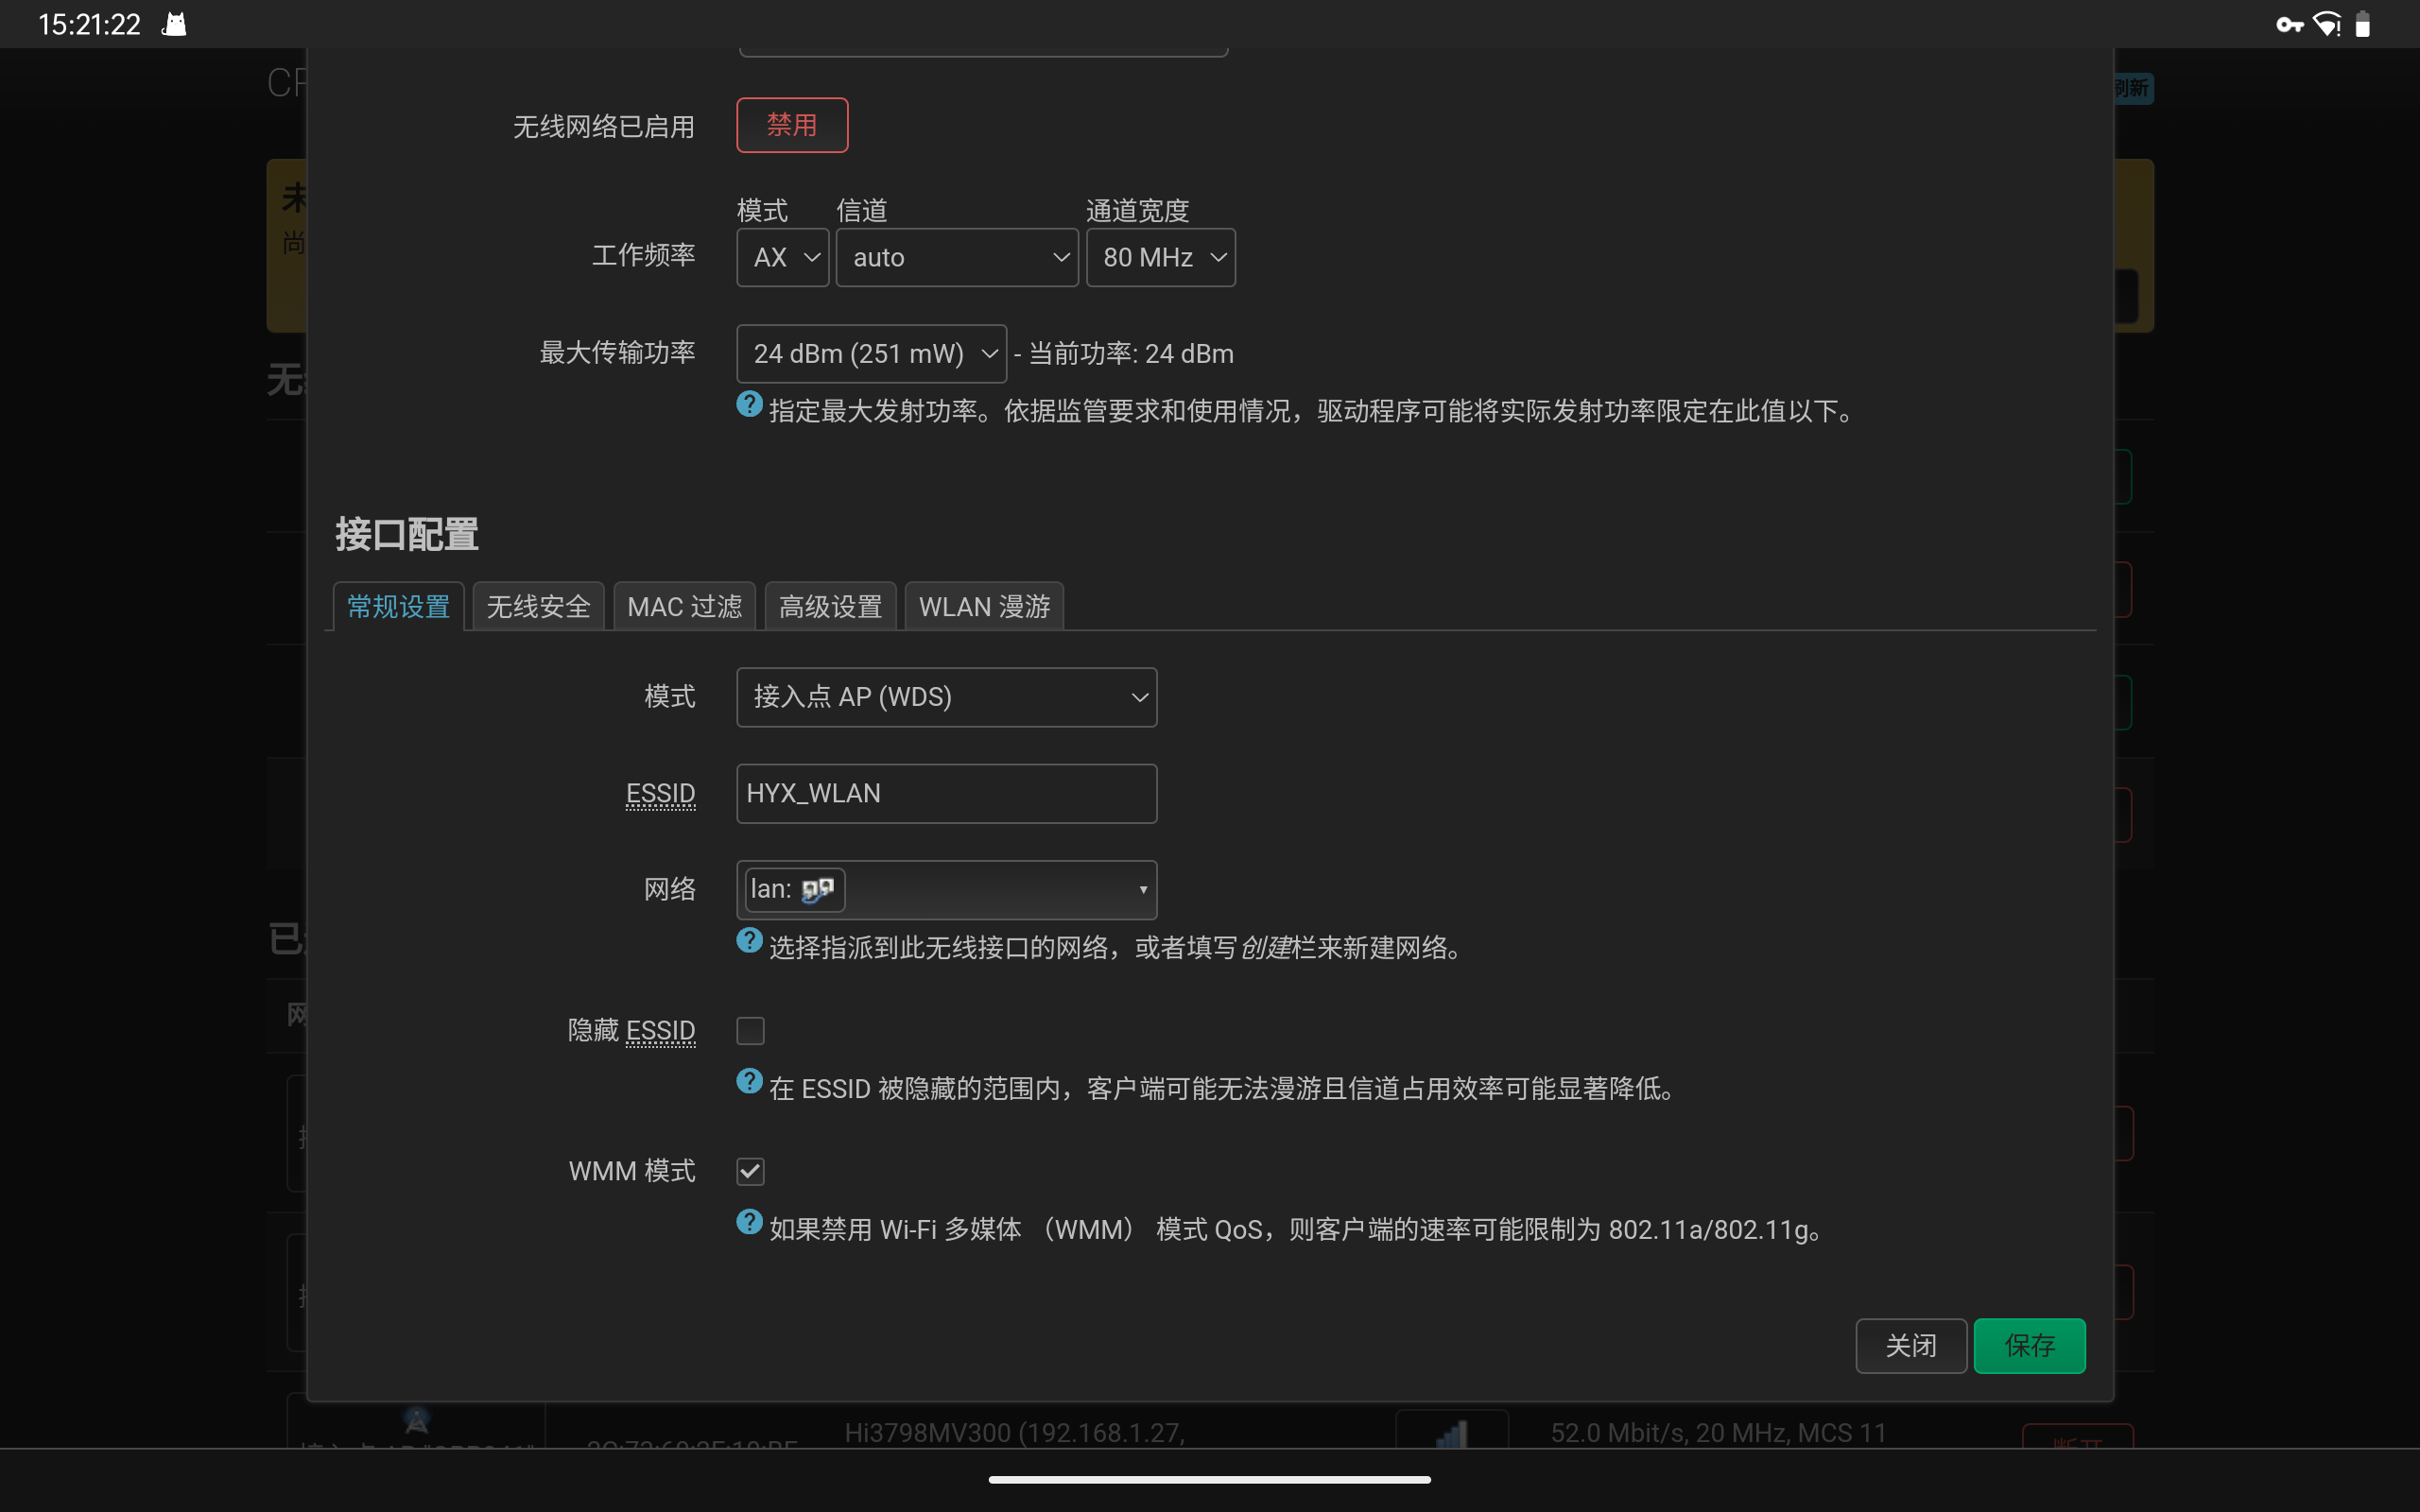 15:21:22
刷新
无线网络已启用 禁用
模式 信道 通道宽度
工作频率 AX auto 80 MHz
最大传输功率 24 dBm (251 mW) - 当前功率: 24 dBm
指定最大发射功率。依据监管要求和使用情况，驱动程序可能将实际发射功率限定在此值以下。
接口配置
常规设置 无线安全 MAC 过滤 高级设置 WLAN 漫游
模式 接入点 AP (WDS)
ESSID HYX_WLAN
网络 lan:
选择指派到此无线接口的网络，或者填写创建栏来新建网络。
隐藏 ESSID
在 ESSID 被隐藏的范围内，客户端可能无法漫游且信道占用效率可能显著降低。
WMM 模式
如果禁用 Wi-Fi 多媒体 （WMM） 模式 QoS，则客户端的速率可能限制为 802.11a/802.11g。
关闭 保存
Hi3798MV300 (192.168.1.27,
52.0 Mbit/s, 20 MHz, MCS 11
断开